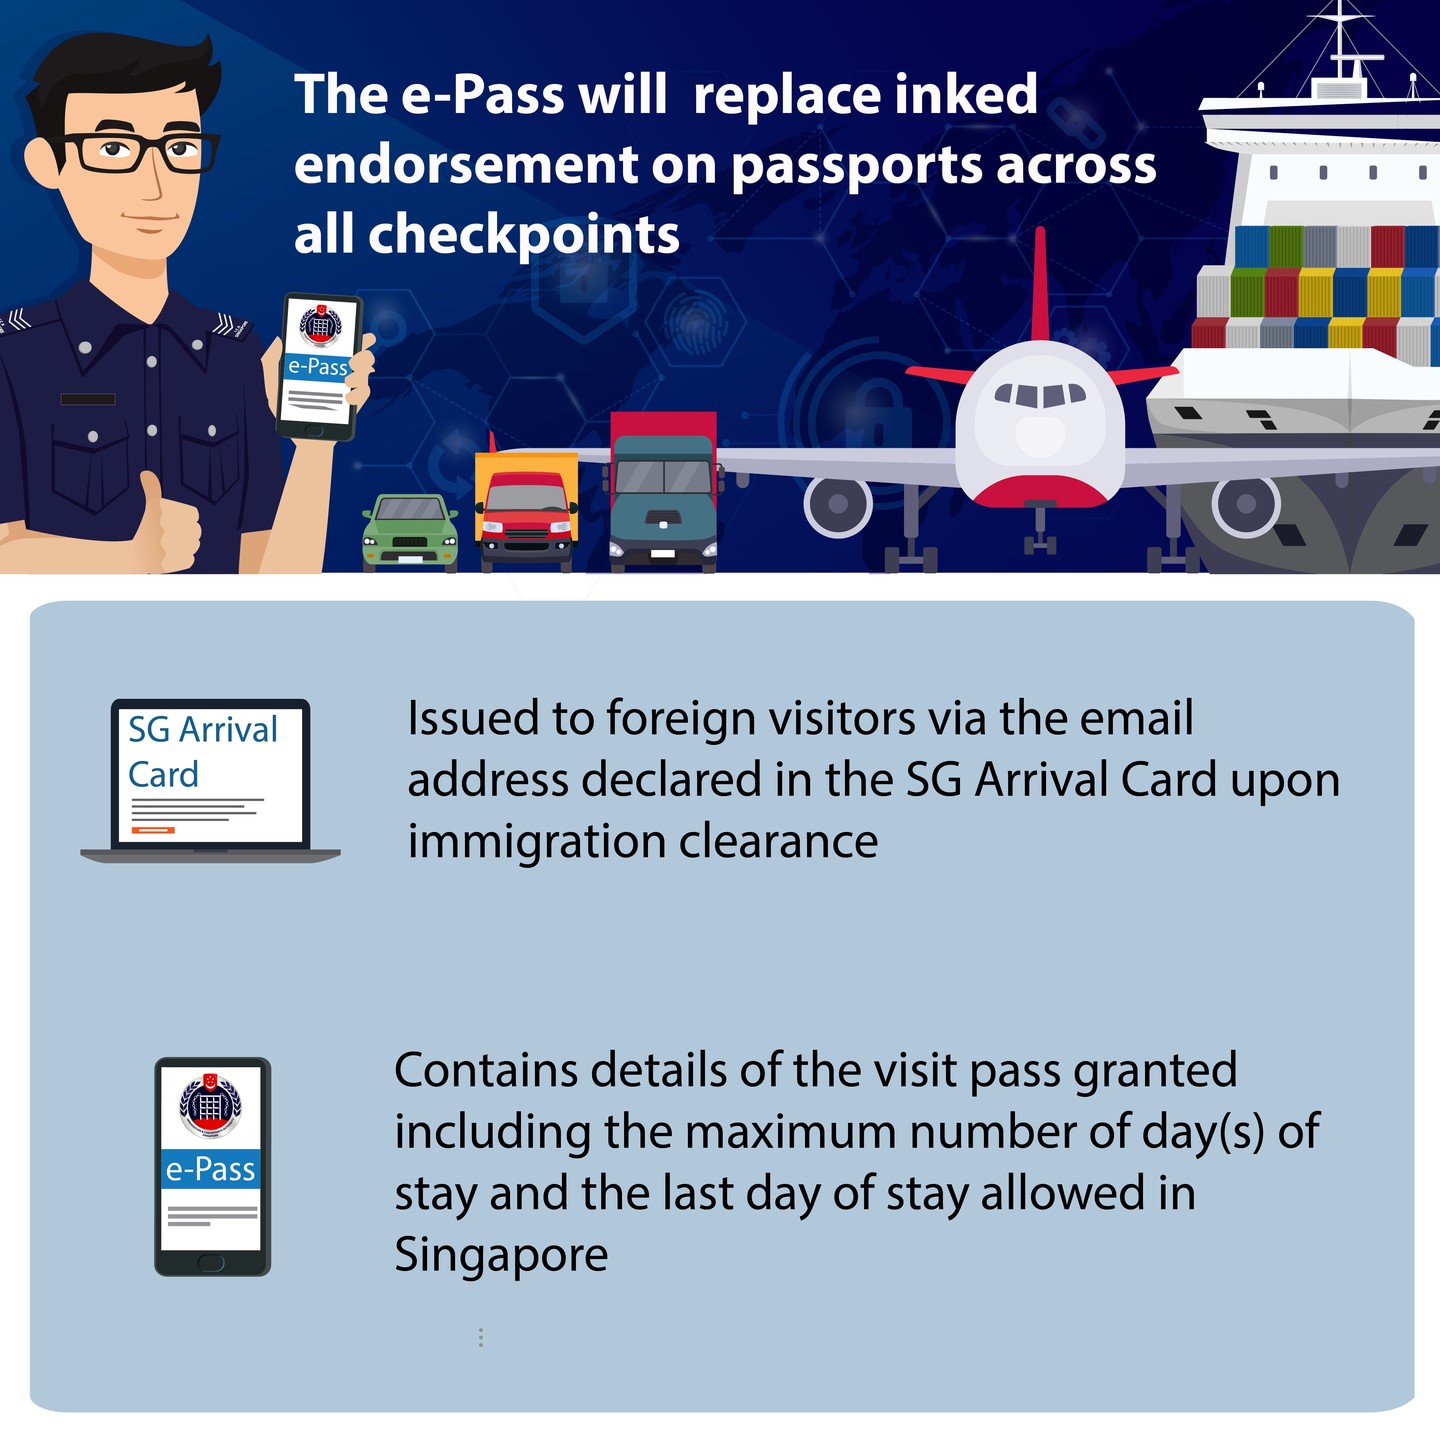 The e-Pass will  replace inked
endorsement on passports across
all checkpoints
e-Pass
SG Arrival
Card
Issued to foreign visitors via the email
address declared in the SG Arrival Card upon
immigration clearance
e-Pass
Contains details of the visit pass granted
including the maximum number of day(s) of
stay and the last day of stay allowed in
Singapore